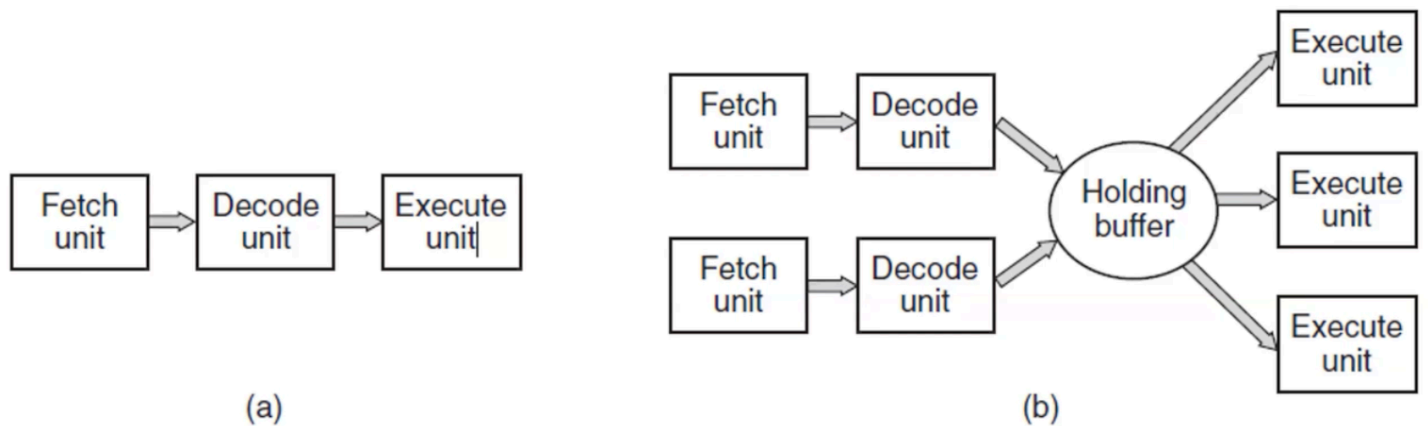 Fetch
unit
Decode
unit
Execute
unit
(a)
Fetch
unit
Decode
unit
Fetch
unit
Decode
unit
Holding
buffer
Execute
unit
Execute
unit
Execute
unit
(b)